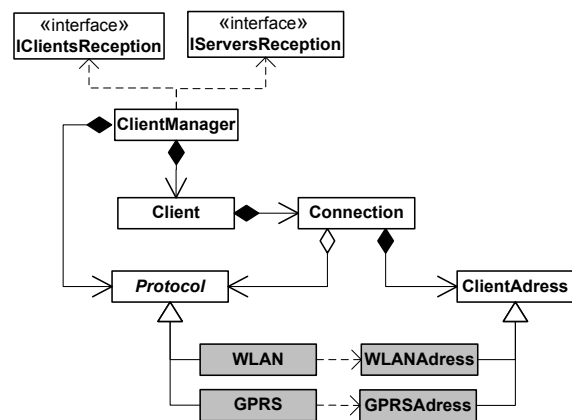 «interface»
IClientsReception
«interface»
IServersReception
ClientManager
Client
Connection
Protocol
ClientAdress
WLAN
WLANAdress
GPRS
GPRSAdress